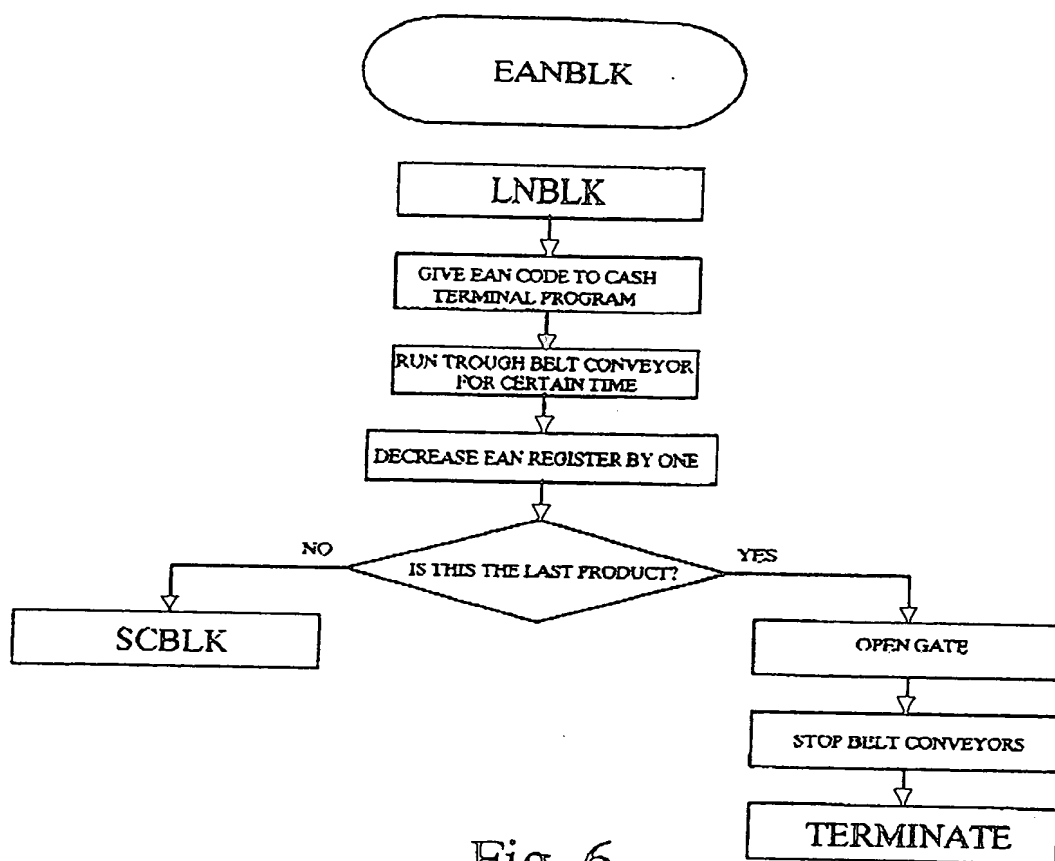 EANBLK
LNBLK
GIVE EAN CODE TO CASH
TERMINAL PROGRAM
RUN TROUGH BELT CONVEYOR
FOR CERTAIN TIME
DECREASE EAN REGISTER BY ONE
IS THIS THE LAST PRODUCT?
NO
YES
SCBLK
OPEN GATE
STOP BELT CONVEYORS
TERMINATE
Fig. 6